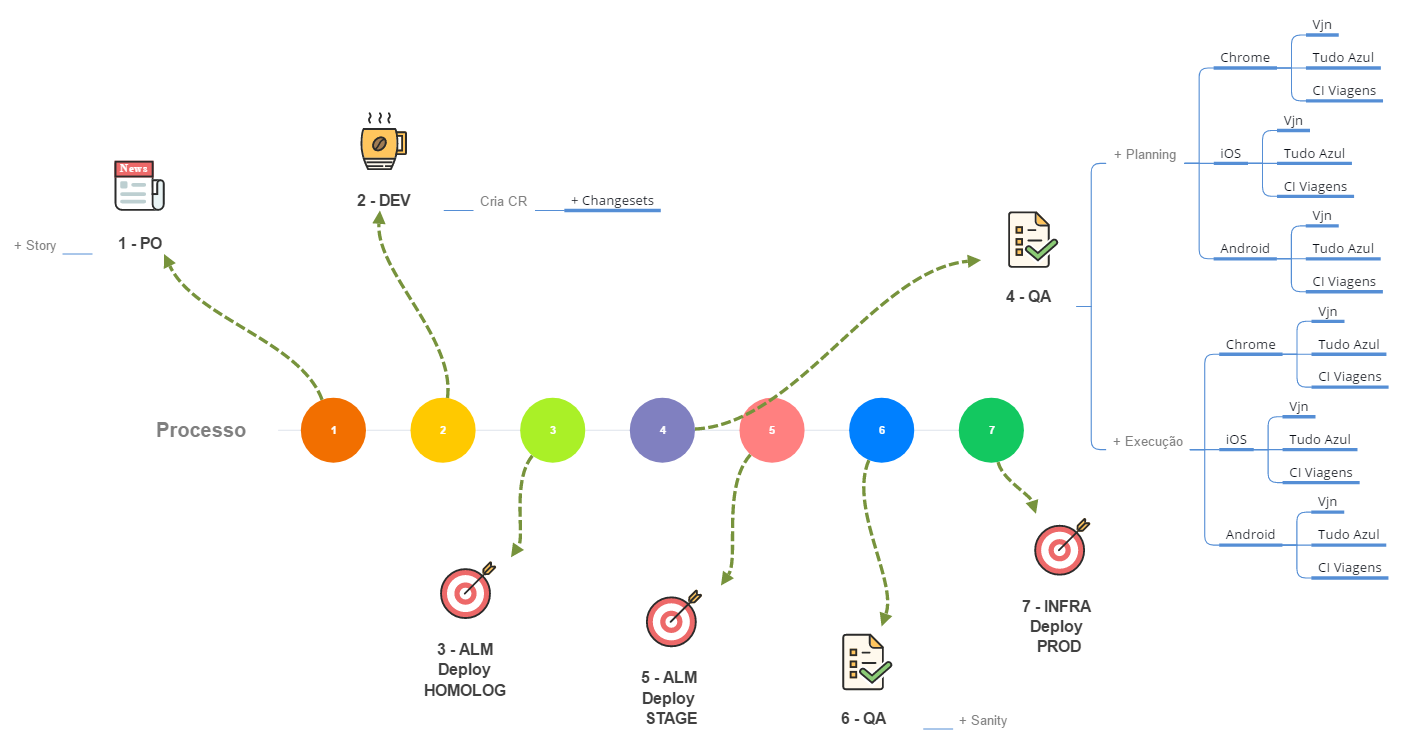 News
1 - PO
+ Story
2 - DEV
Cria CR
+ Changesets
4 - QA
+ Planning
Chrome
Vjn
Tudo Azul
CI Viagens
iOS
Vjn
Tudo Azul
CI Viagens
Android
Vjn
Tudo Azul
CI Viagens
+ Execução
Chrome
Vjn
Tudo Azul
CI Viagens
iOS
Vjn
Tudo Azul
CI Viagens
Android
Vjn
Tudo Azul
CI Viagens
Processo
1
2
3
4
5
6
7
3 - ALM
Deploy
HOMOLOG
5 - ALM
Deploy
STAGE
6 - QA
+ Sanity
7 - INFRA
Deploy
PROD